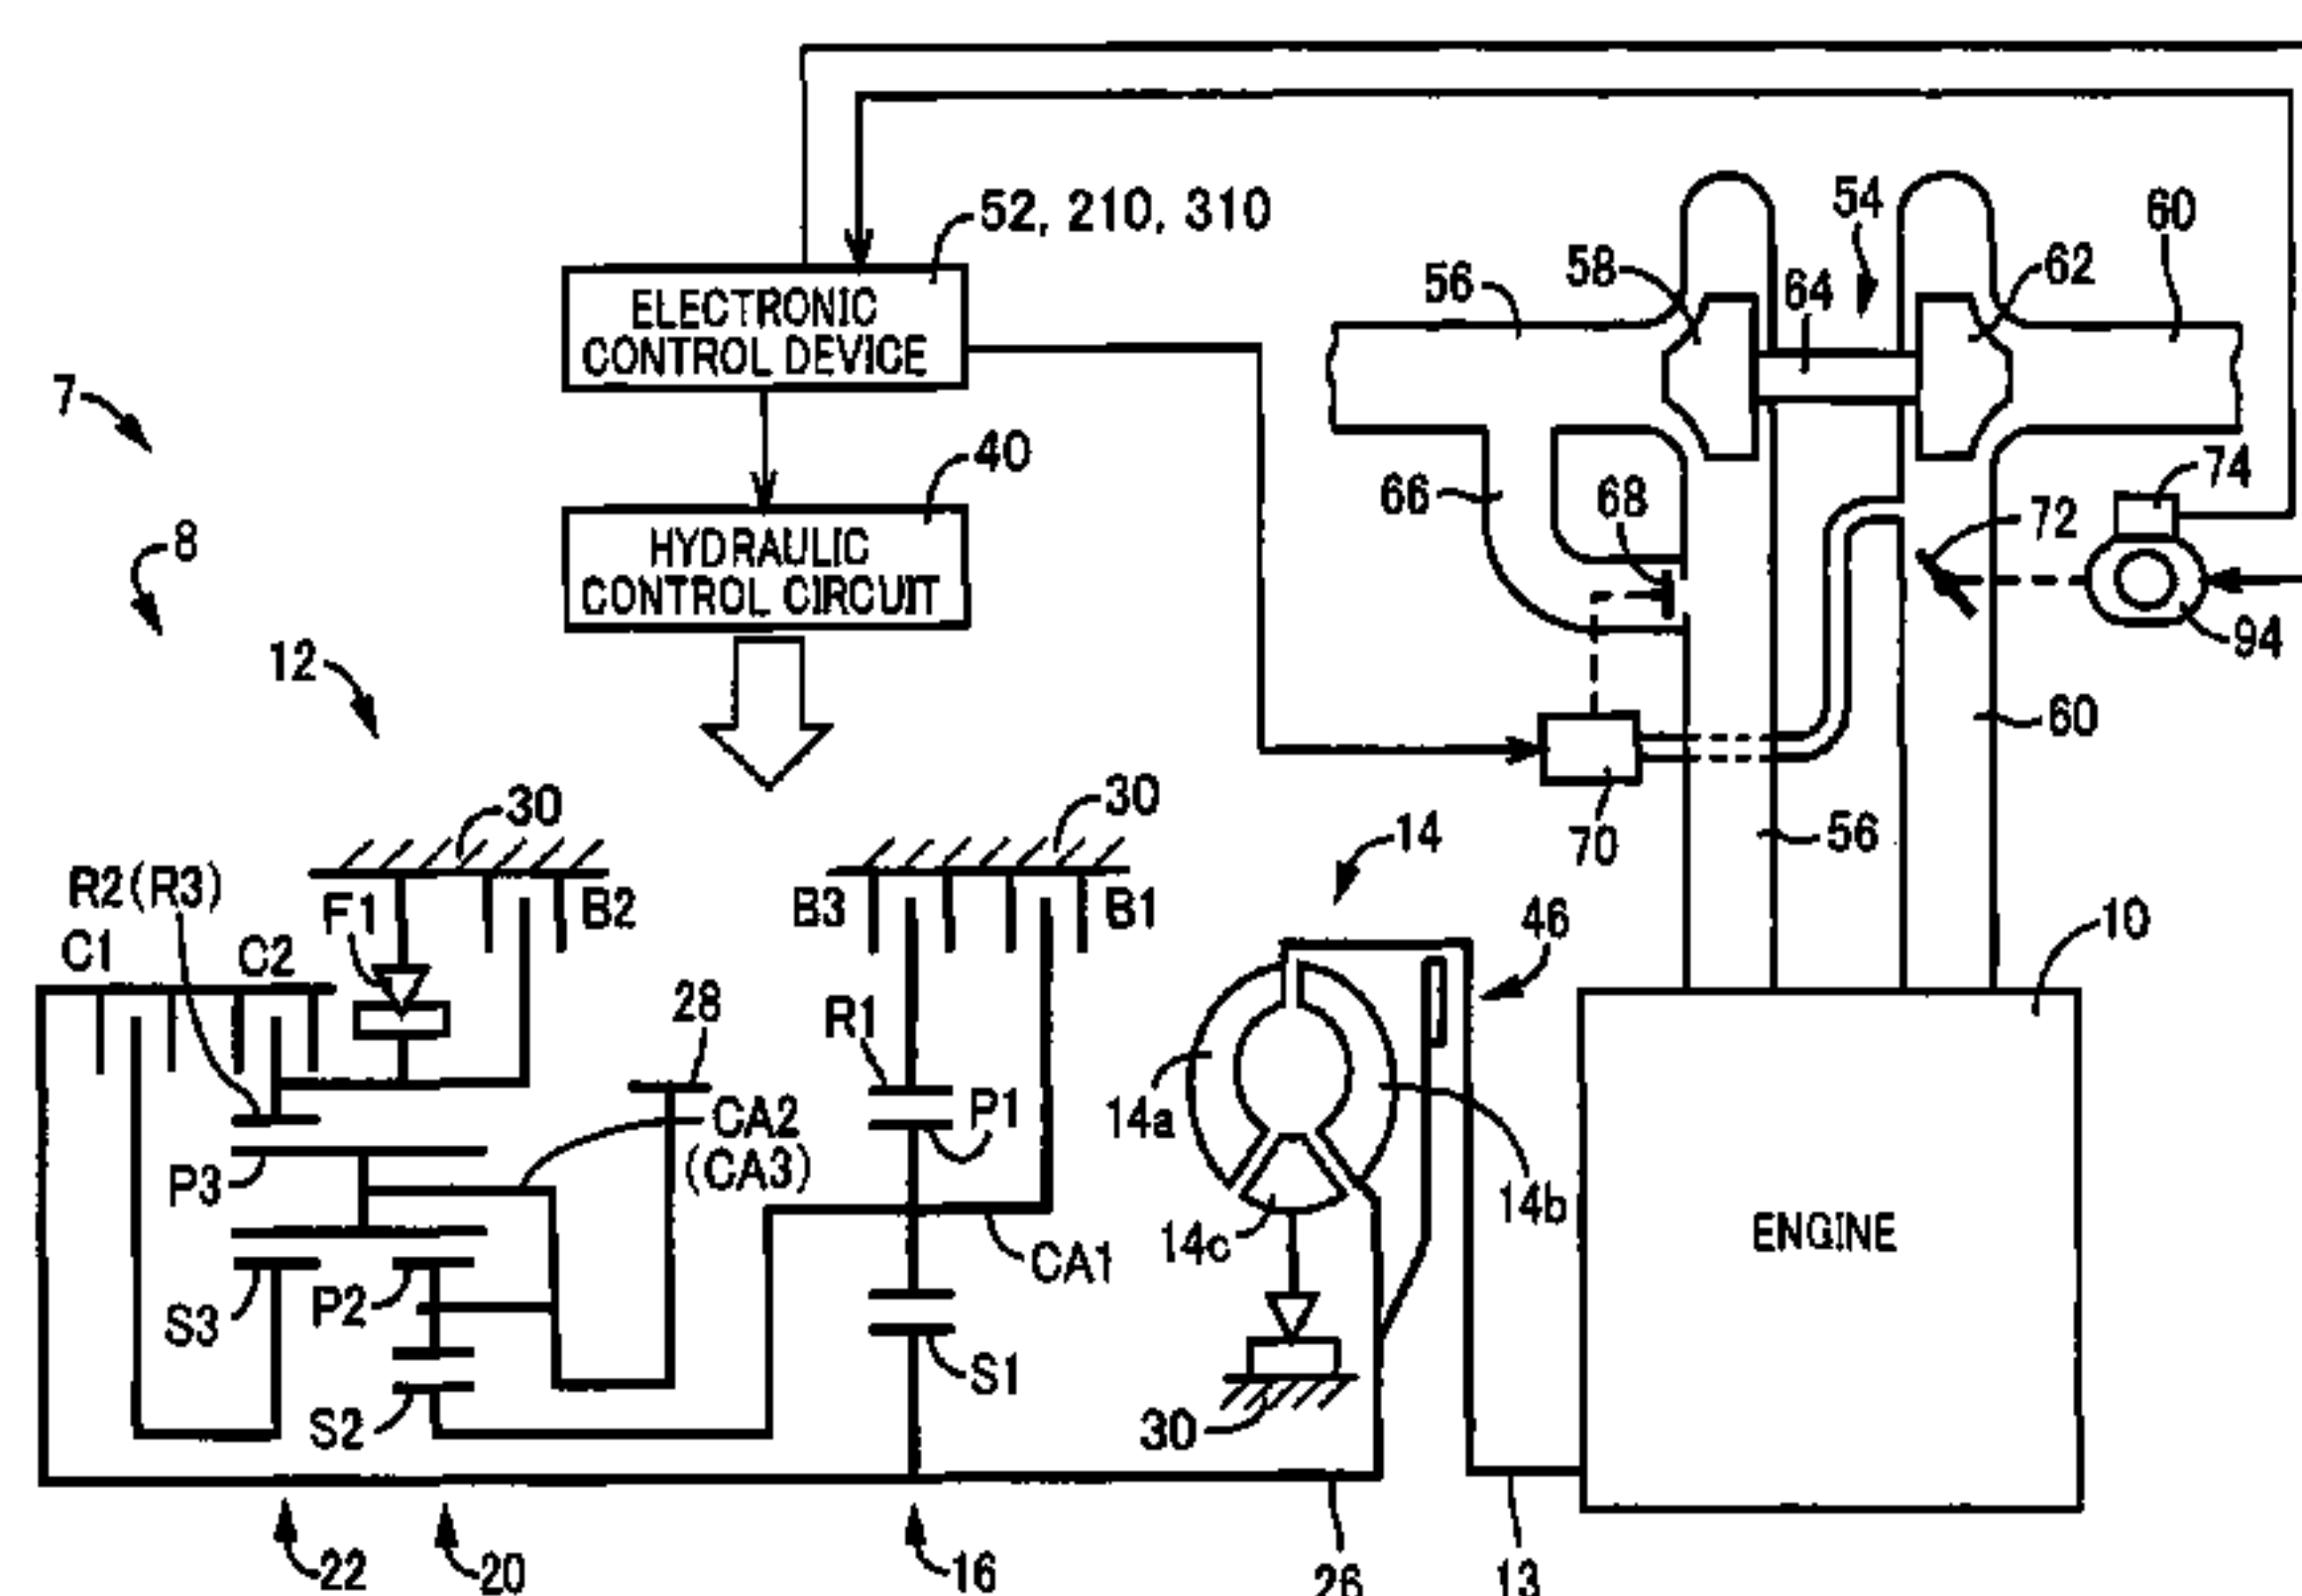 52, 210, 310
54
60
58
56
64
62
ELECTRONIC
CONTROL DEVICE
7
40
66
68
74
72
8
HYDRAULIC
CONTROL CIRCUIT
94
12
60
30
30
70
56
14
R2(R3)
F1
B2
B3
B1
46
10
C1
C2
28
R1
P1
14a
CA2
(CA3)
P3
14b
14c
ENGINE
CA1
P2
S3
S1
S2
30
22
20
16
26
13